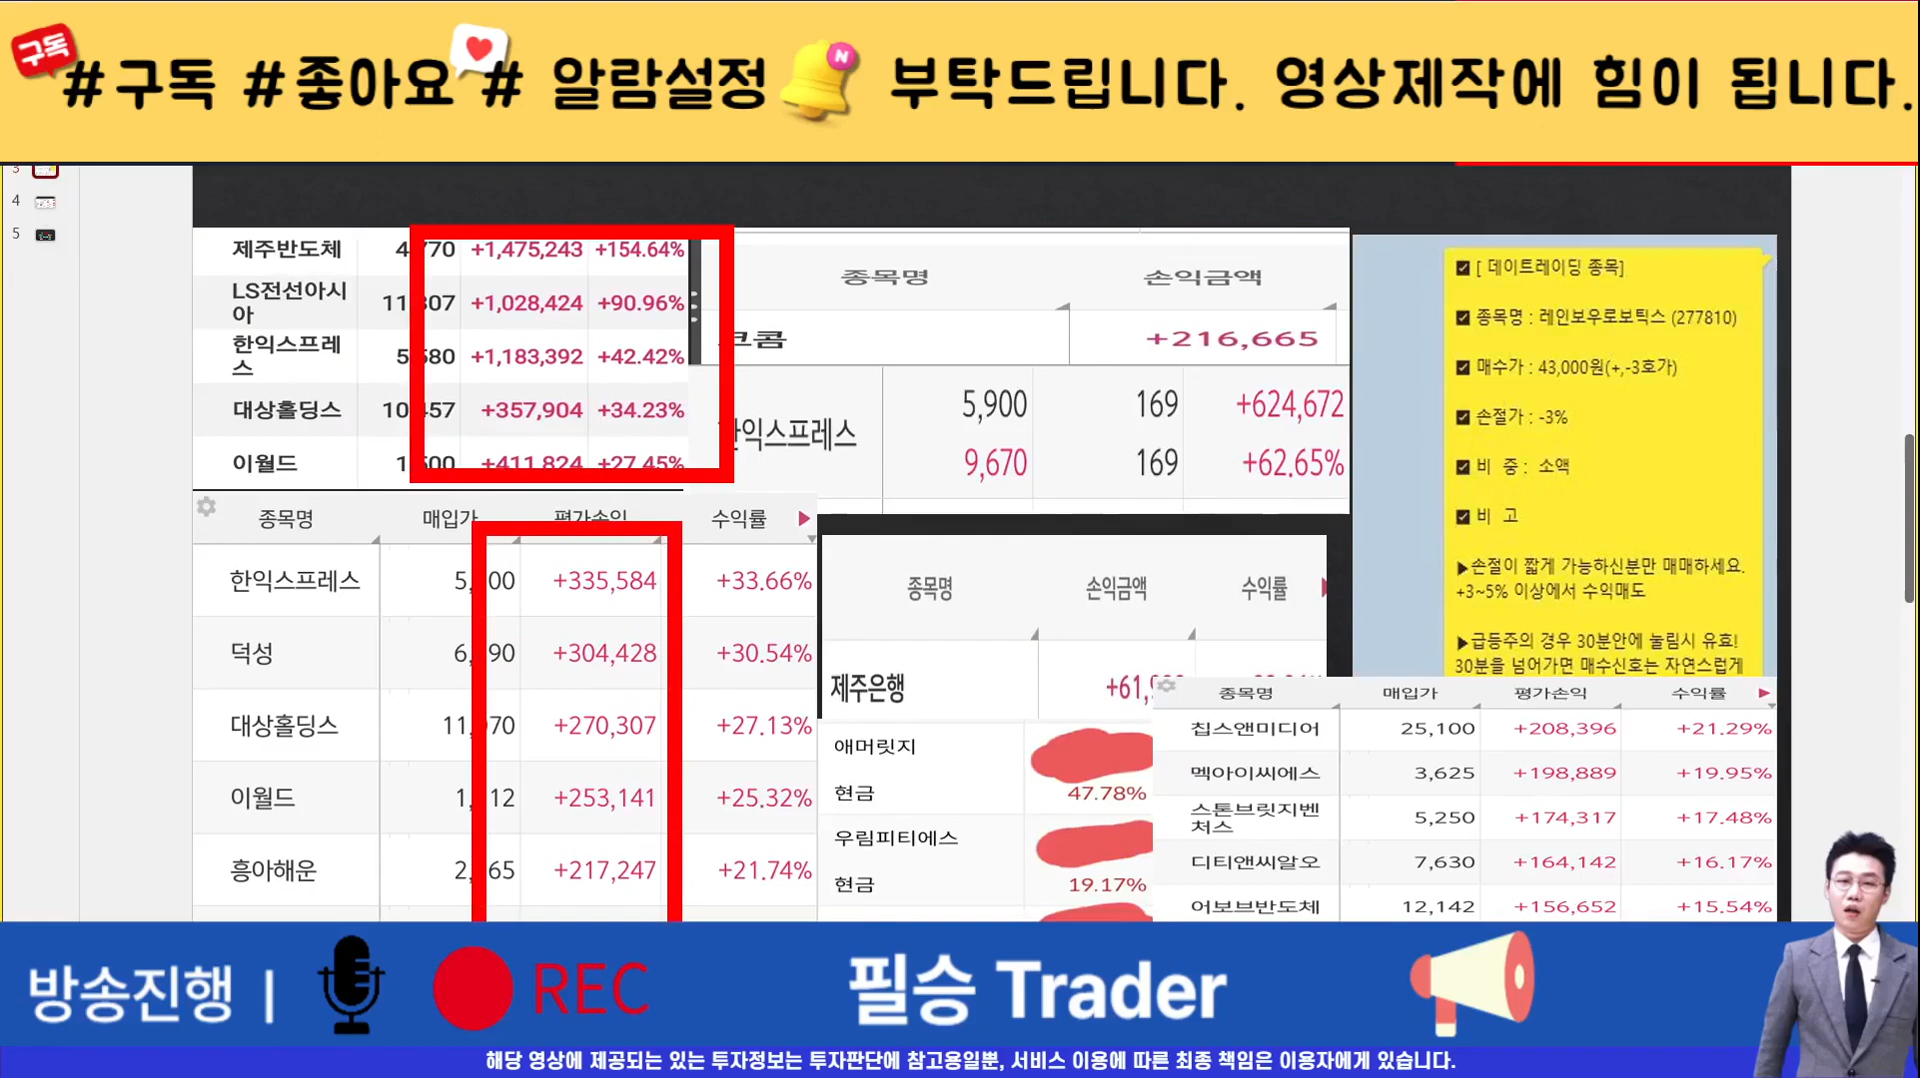 구독
#구독 #좋아요 # 알람설정 N 부탁드립니다. 영상제작에 힘이 됩니다.
3
4
5
제주반도체 +1,475,243 +154.64%
LS전선아시아 +1,028,424 +90.96%
한익스프레스 +1,183,392 +42.42%
대상홀딩스 +357,904 +34.23%
이월드 +411,824 +27.45%
종목명 손익금액
코콤 +216,665
한익스프레스 5,900 169 +624,672
9,670 169 +62.65%
[ 데이트레이딩 종목]
종목명 : 레인보우로보틱스 (277810)
매수가 : 43,000원(+,-3호가)
손절가 : -3%
비 중 : 소액
비 고
▶손절이 짧게 가능하신분만 매매하세요.
+3~5% 이상에서 수익매도
▶급등주의 경우 30분안에 눌림시 유효!
30분을 넘어가면 매수신호는 자연스럽게
종목명 매입가 평가손익 수익률
한익스프레스 +335,584 +33.66%
덕성 +304,428 +30.54%
대상홀딩스 +270,307 +27.13%
이월드 +253,141 +25.32%
흥아해운 +217,247 +21.74%
종목명 손익금액 수익률
제주은행 +61,
애머릿지
현금 47.78%
우림피티에스
현금 19.17%
종목명 매입가 평가손익 수익률
칩스앤미디어 25,100 +208,396 +21.29%
멕아이씨에스 3,625 +198,889 +19.95%
스톤브릿지벤처스 5,250 +174,317 +17.48%
디티앤씨알오 7,630 +164,142 +16.17%
어보브반도체 12,142 +156,652 +15.54%
방송진행 | REC 필승 Trader
해당 영상에 제공되는 있는 투자정보는 투자판단에 참고용일뿐, 서비스 이용에 따른 최종 책임은 이용자에게 있습니다.